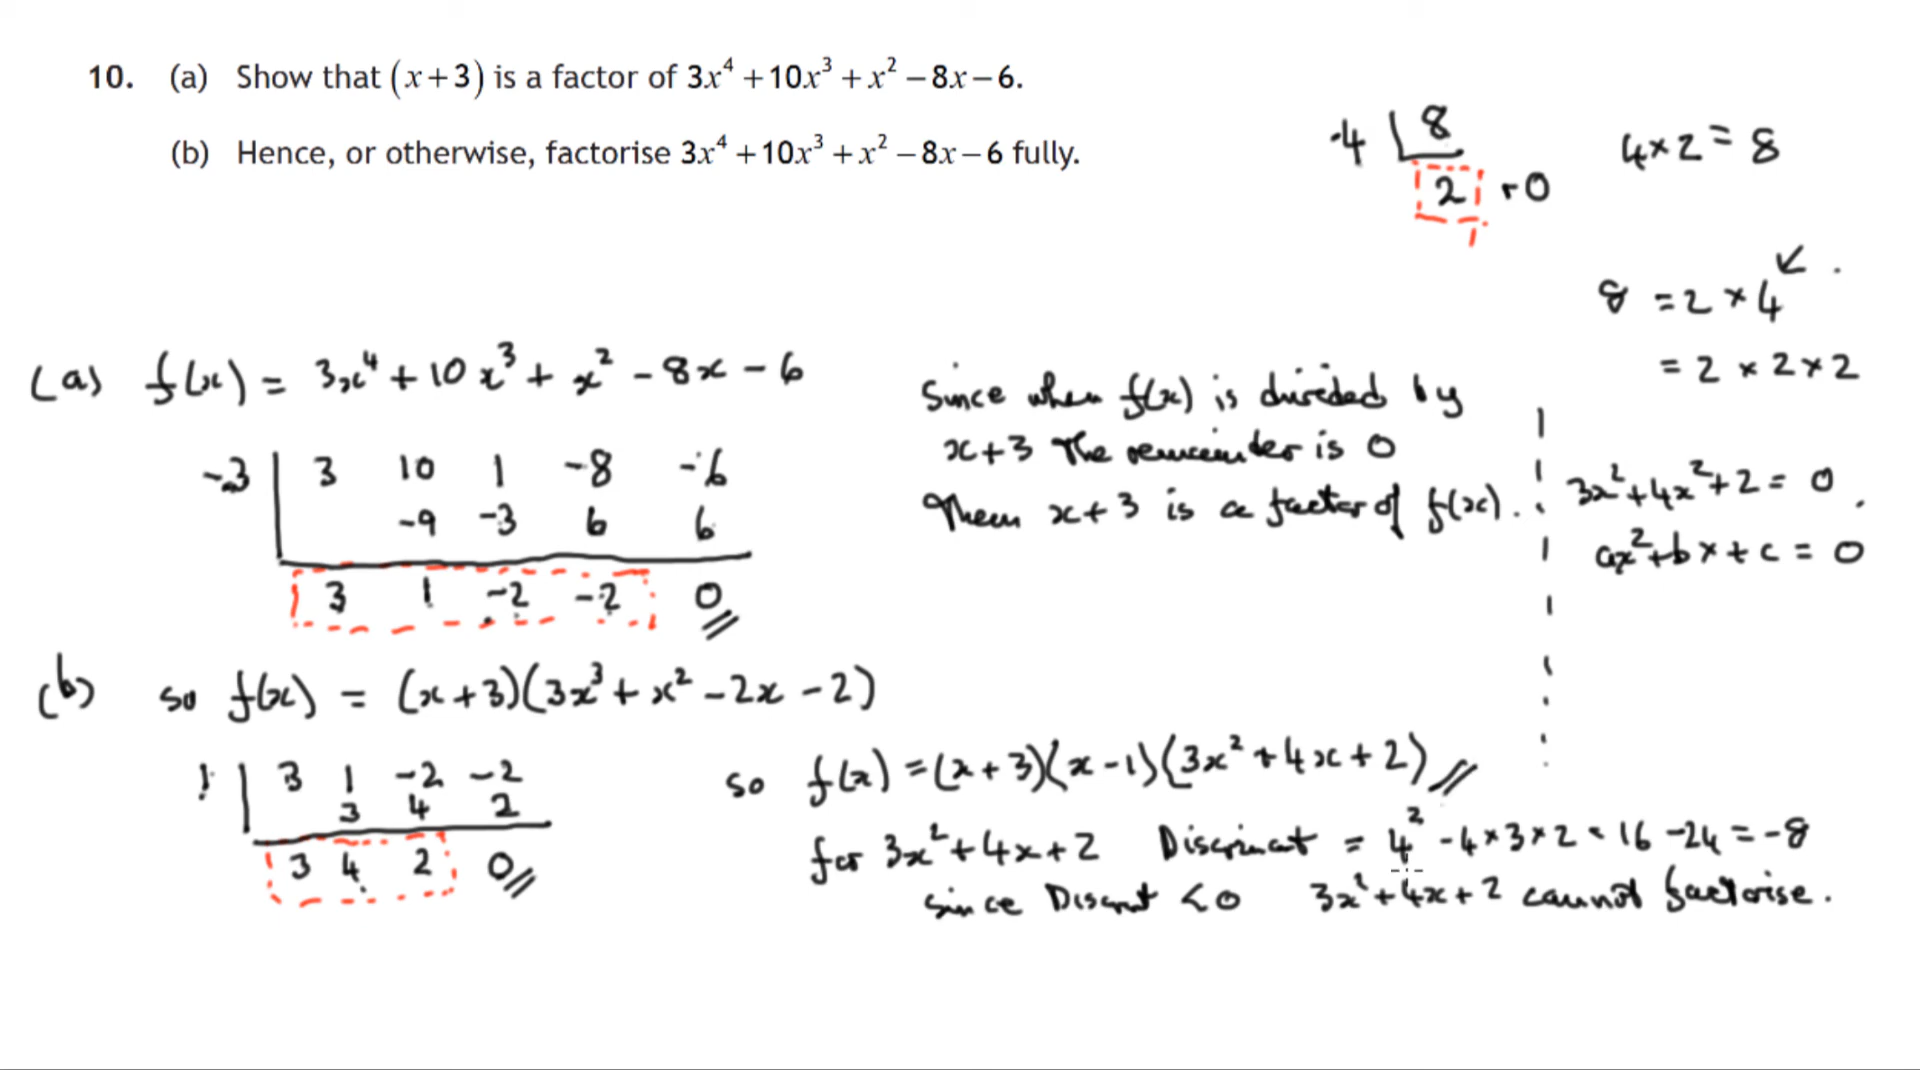 10. (a) Show that (x+3) is a factor of 3x⁴ +10x³ + x² − 8x − 6.
(b) Hence, or otherwise, factorise 3x⁴ +10x³ + x² − 8x − 6 fully.
4 | 8
2 r 0
4 × 2 = 8
8 = 2 × 4
= 2 × 2 × 2
(a) f(x) = 3x⁴ + 10x³ + x² - 8x - 6
-3 | 3 10 1 -8 -6
-9 -3 6 6
3 1 -2 -2 0
Since when f(x) is divided by
x+3 the remainder is 0
Then x+3 is a factor of f(x).
3x²+4x²+2 = 0
ax²+bx+c = 0
(b) so f(x) = (x+3)(3x³ + x² - 2x - 2)
1 | 3 1 -2 -2
3 4 2
3 4 2 0
so f(x) = (x+3)(x-1)(3x² + 4x + 2)
for 3x²+4x+2 Discrimant = 4² - 4×3×2 = 16 - 24 = -8
since Discrmt < 0 3x²+4x+2 cannot factorise.